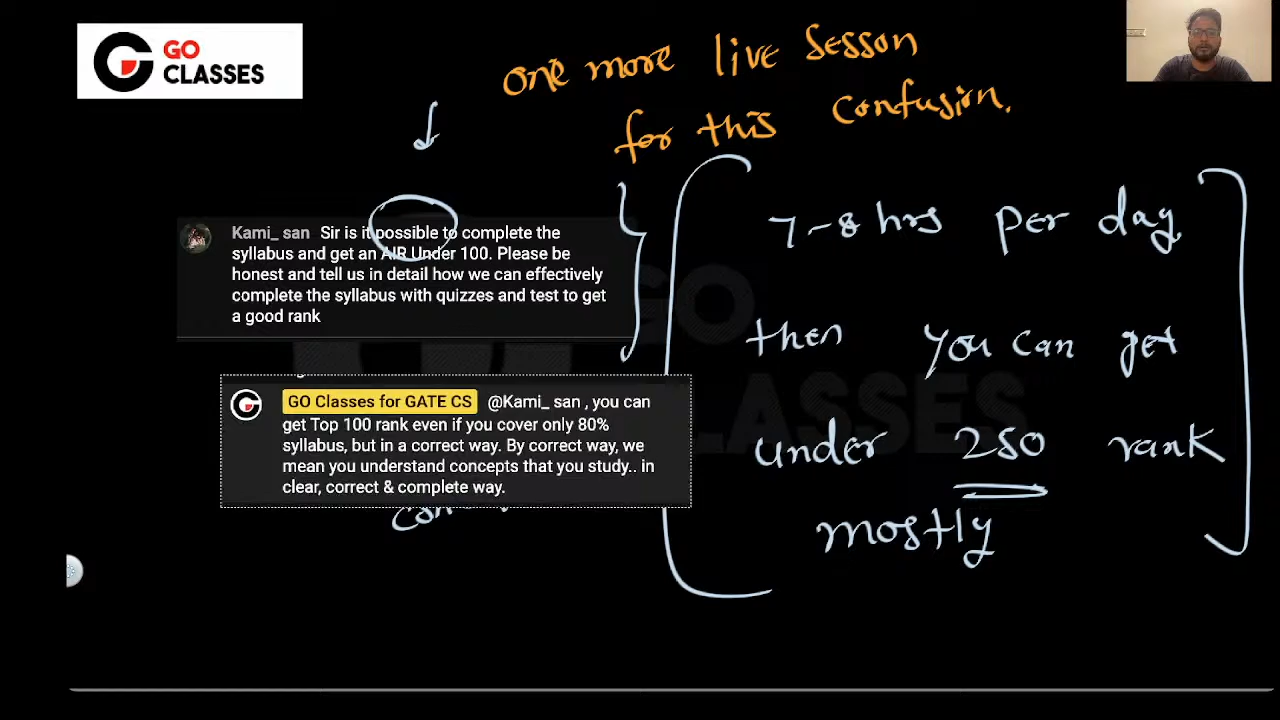 GO
CLASSES
one more live Sesson
for this confusion.
Kami_ san Sir is it possible to complete the
syllabus and get an AIR Under 100. Please be
honest and tell us in detail how we can effectively
complete the syllabus with quizzes and test to get
a good rank
GO Classes for GATE CS @Kami_ san , you can
get Top 100 rank even if you cover only 80%
syllabus, but in a correct way. By correct way, we
mean you understand concepts that you study.. in
clear, correct & complete way.
7-8 hrs per day
then you can get
under 250 rank
mostly
GO
CLASSES